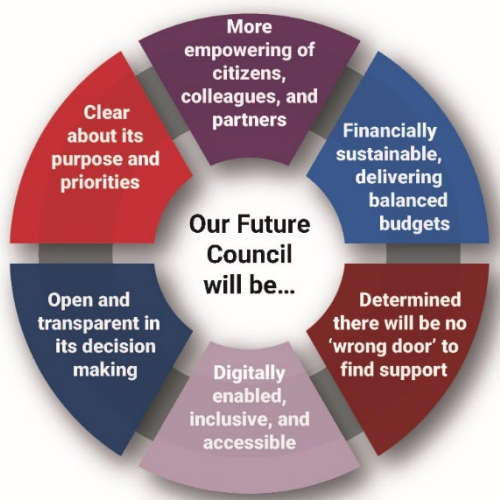 More
empowering of
citizens,
colleagues, and
partners
Financially
sustainable,
delivering
balanced
budgets
Determined
there will be no
‘wrong door’ to
find support
Digitally
enabled,
inclusive, and
accessible
Open and
transparent in
its decision
making
Clear
about its
purpose and
priorities
Our Future
Council
will be...